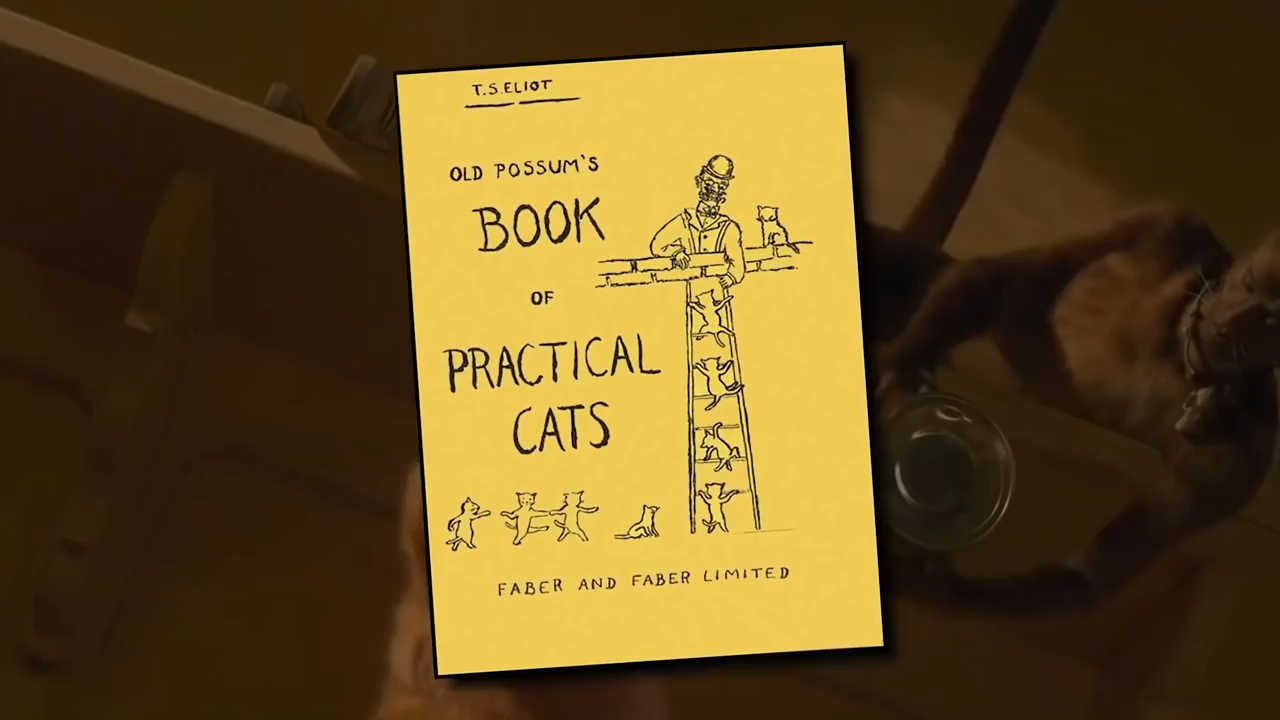 T.S.ELIOT
OLD POSSUM'S
BOOK
OF
PRACTICAL
CATS
FABER AND FABER LIMITED